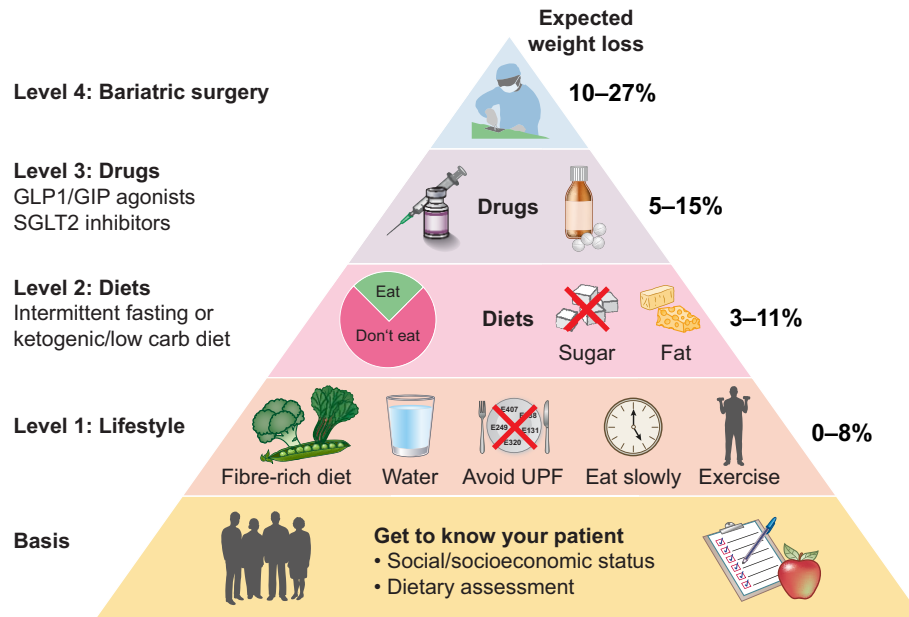 Expected
weight loss
Level 4: Bariatric surgery
10–27%
Level 3: Drugs
GLP1/GIP agonists
SGLT2 inhibitors
Drugs
5–15%
Level 2: Diets
Intermittent fasting or
ketogenic/low carb diet
Eat
Don't eat
Diets
Sugar
Fat
3–11%
Level 1: Lifestyle
E407
E249
E131
E320
0–8%
Fibre-rich diet
Water
Avoid UPF
Eat slowly
Exercise
Basis
Get to know your patient
• Social/socioeconomic status
• Dietary assessment